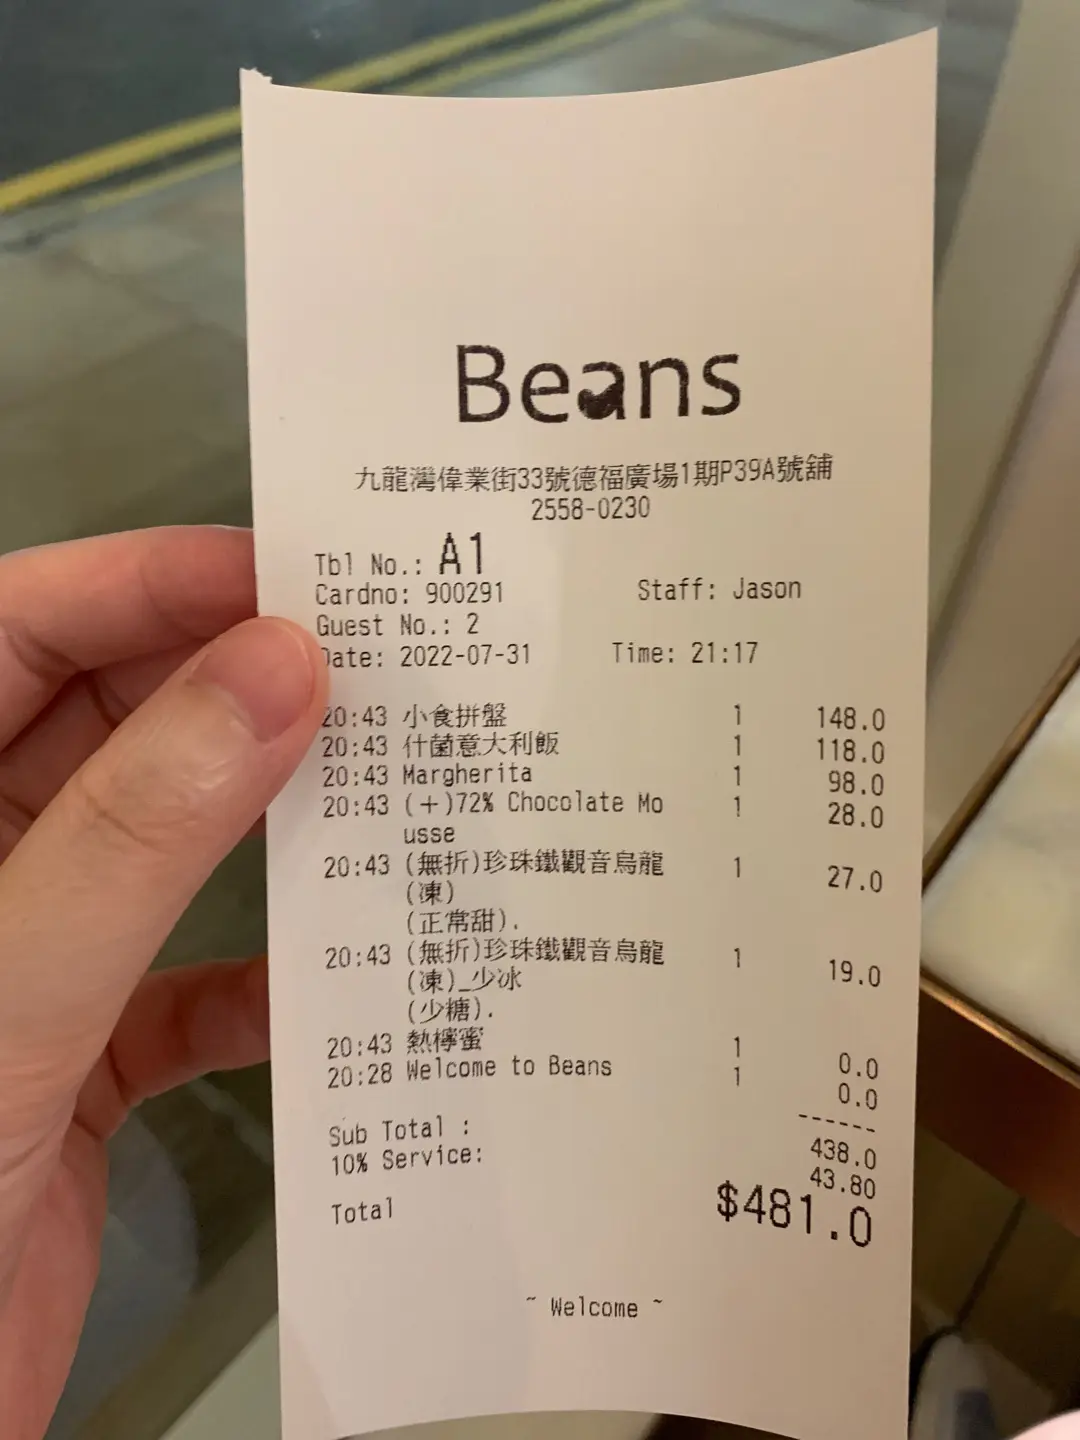 Beans
九龍灣偉業街33號德福廣場1期P39A號舖
2558-0230
Tbl No.: A1
Cardno: 900291 Staff: Jason
Guest No.: 2
Date: 2022-07-31 Time: 21:17
20:43 小食拼盤 1 148.0
20:43 什菌意大利飯 1 118.0
20:43 Margherita 1 98.0
20:43 (+)72% Chocolate Mo 1 28.0
usse
20:43 (無折)珍珠鐵觀音烏龍 1 27.0
(凍)
(正常甜).
20:43 (無折)珍珠鐵觀音烏龍 1 19.0
(凍)_少冰
(少糖).
20:43 熱檸蜜 1 0.0
20:28 Welcome to Beans 1 0.0
------
Sub Total : 438.0
10% Service: 43.80
Total $481.0
~ Welcome ~